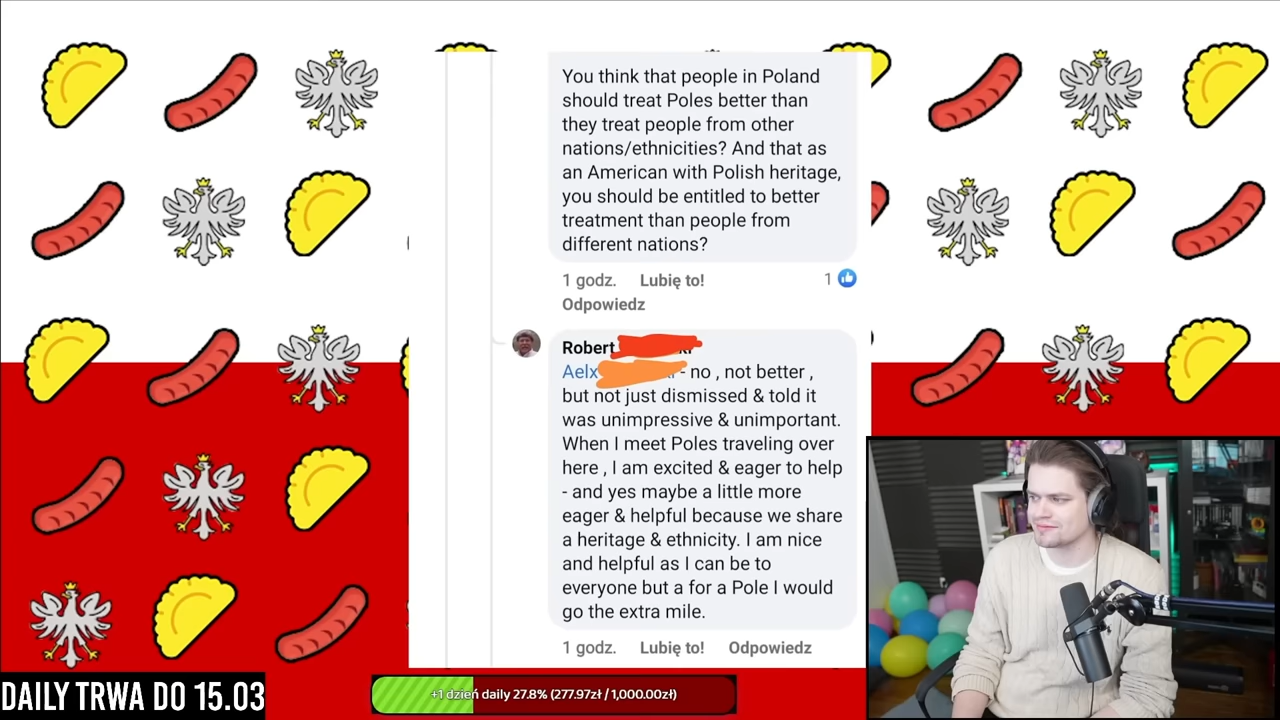 You think that people in Poland
should treat Poles better than
they treat people from other
nations/ethnicities? And that as
an American with Polish heritage,
you should be entitled to better
treatment than people from
different nations?
1 godz. Lubię to! 1
Odpowiedz
Robert
Aelx - no , not better ,
but not just dismissed & told it
was unimpressive & unimportant.
When I meet Poles traveling over
here , I am excited & eager to help
- and yes maybe a little more
eager & helpful because we share
a heritage & ethnicity. I am nice
and helpful as I can be to
everyone but a for a Pole I would
go the extra mile.
1 godz. Lubię to! Odpowiedz
DAILY TRWA DO 15.03
+1 dzień daily 27.8% (277.97zł / 1,000.00zł)